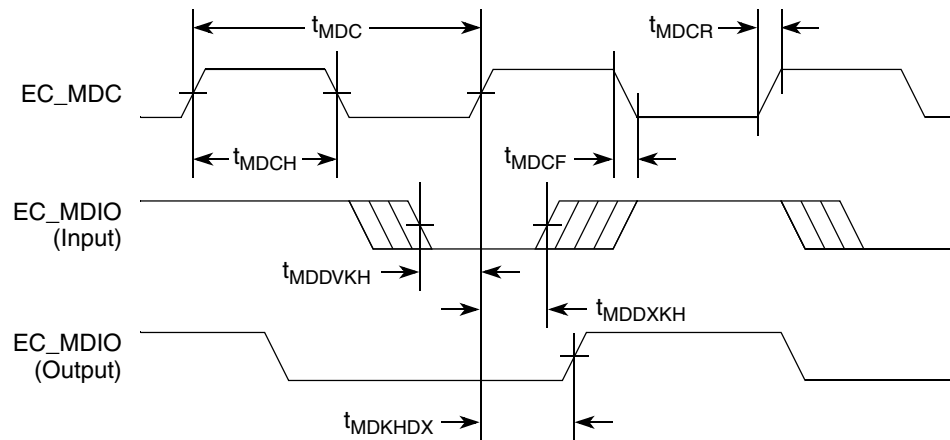 tMDC
tMDCR
EC_MDC
tMDCH
tMDCF
EC_MDIO
(Input)
tMDDVKH
tMDDXKH
EC_MDIO
(Output)
tMDKHDX